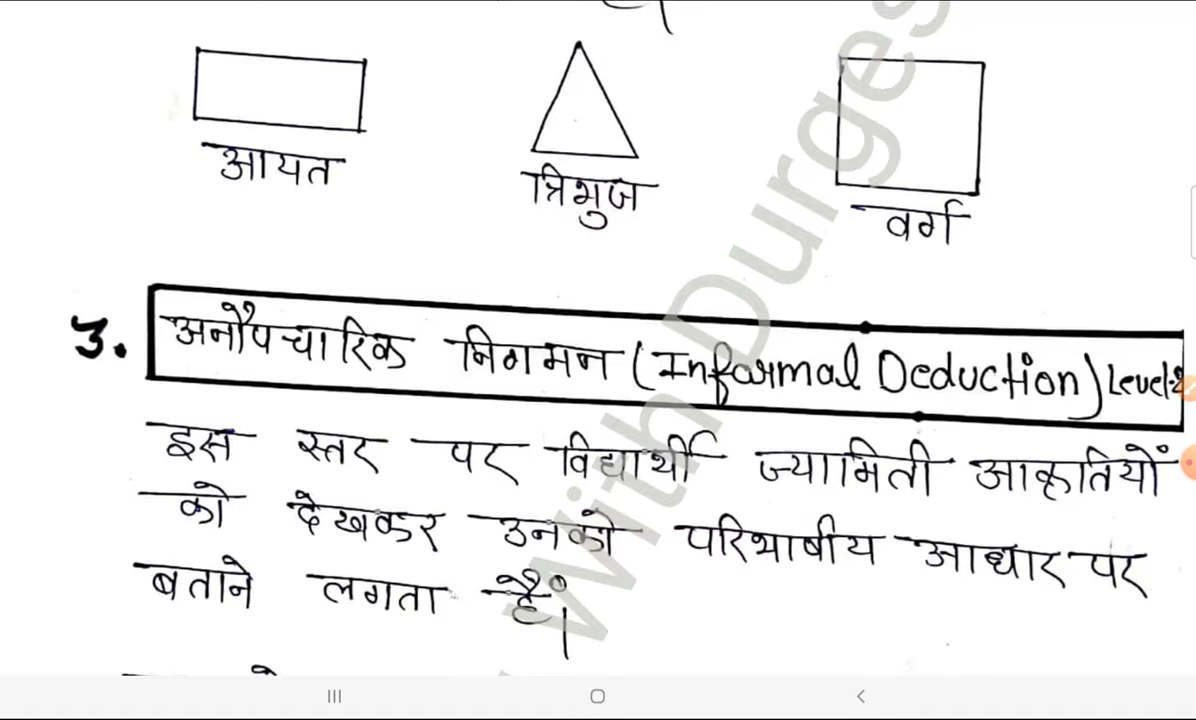 आयत त्रिभुज वर्ग
3. अनौपचारिक निगमन (Informal Deduction) Level-2
इस स्तर पर विद्यार्थी ज्यामिती आकृतियों
को देखकर उनको परिभाषीय आधार पर
बताने लगता है।
With Durges